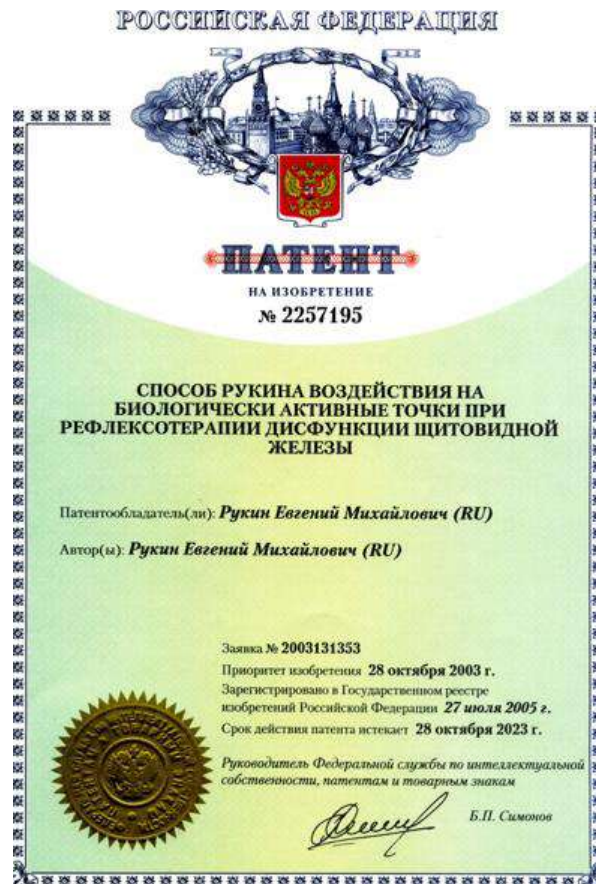 РОССИЙСКАЯ ФЕДЕРАЦИЯ
ПАТЕНТ
НА ИЗОБРЕТЕНИЕ
№ 2257195
СПОСОБ РУКИНА ВОЗДЕЙСТВИЯ НА
БИОЛОГИЧЕСКИ АКТИВНЫЕ ТОЧКИ ПРИ
РЕФЛЕКСОТЕРАПИИ ДИСФУНКЦИИ ЩИТОВИДНОЙ
ЖЕЛЕЗЫ
Патентообладатель(ли): Рукин Евгений Михайлович (RU)
Автор(ы): Рукин Евгений Михайлович (RU)
Заявка № 2003131353
Приоритет изобретения 28 октября 2003 г.
Зарегистрировано в Государственном реестре
изобретений Российской Федерации 27 июля 2005 г.
Срок действия патента истекает 28 октября 2023 г.
Руководитель Федеральной службы по интеллектуальной
собственности, патентам и товарным знакам
Б.П. Симонов